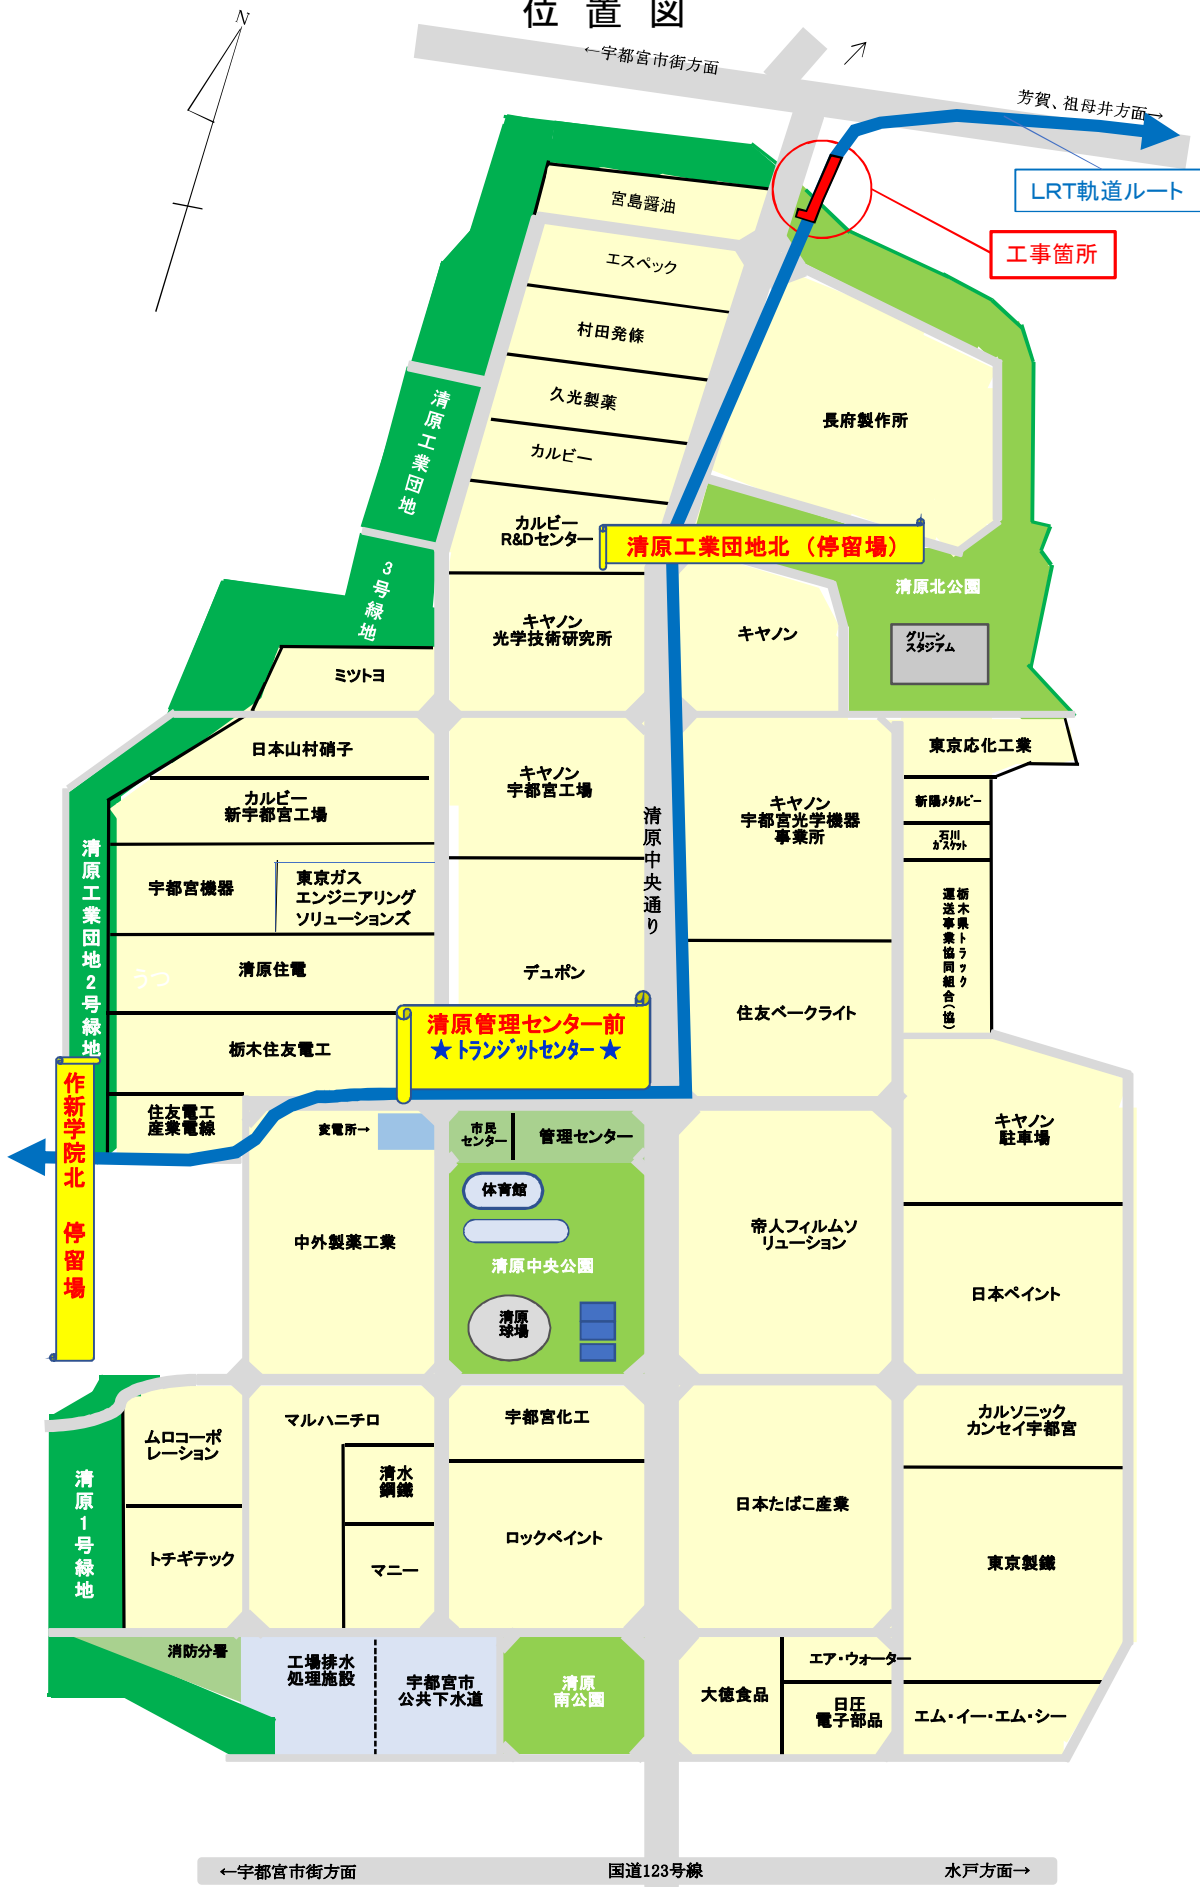 位置図
N
←宇都宮市街方面
芳賀、祖母井方面→
LRT軌道ルート
工事箇所
宮島醤油
エスペック
村田発條
久光製薬
カルビー
カルビー
R&Dセンター
長府製作所
清原工業団地
3号緑地
清原工業団地北 (停留場)
清原北公園
グリーン
スタジアム
キヤノン
光学技術研究所
キヤノン
ミツトヨ
日本山村硝子
カルビー
新宇都宮工場
キヤノン
宇都宮工場
清原中央通り
キヤノン
宇都宮光学機器
事業所
東京応化工業
新陽メタルビー
石川
ガスケット
栃木県トラック
運送事業協同組合(協)
清原工業団地2号緑地
宇都宮機器
東京ガス
エンジニアリング
ソリューションズ
清原住電
うつ
デュポン
住友ベークライト
栃木住友電工
清原管理センター前
★トランジットセンター★
作新学院北 停留場
住友電工
産業電線
変電所→
市民
センター
管理センター
キヤノン
駐車場
体育館
中外製薬工業
清原中央公園
帝人フィルムソ
リューション
日本ペイント
清原
球場
ムロコーポ
レーション
マルハニチロ
宇都宮化工
カルソニック
カンセイ宇都宮
清水
鋼鐵
清原1号緑地
日本たばこ産業
ロックペイント
トチギテック
マニー
東京製鐵
消防分署
工場排水
処理施設
宇都宮市
公共下水道
清原
南公園
大徳食品
エア・ウォーター
日圧
電子部品
エム・イー・エム・シー
←宇都宮市街方面
国道123号線
水戸方面→